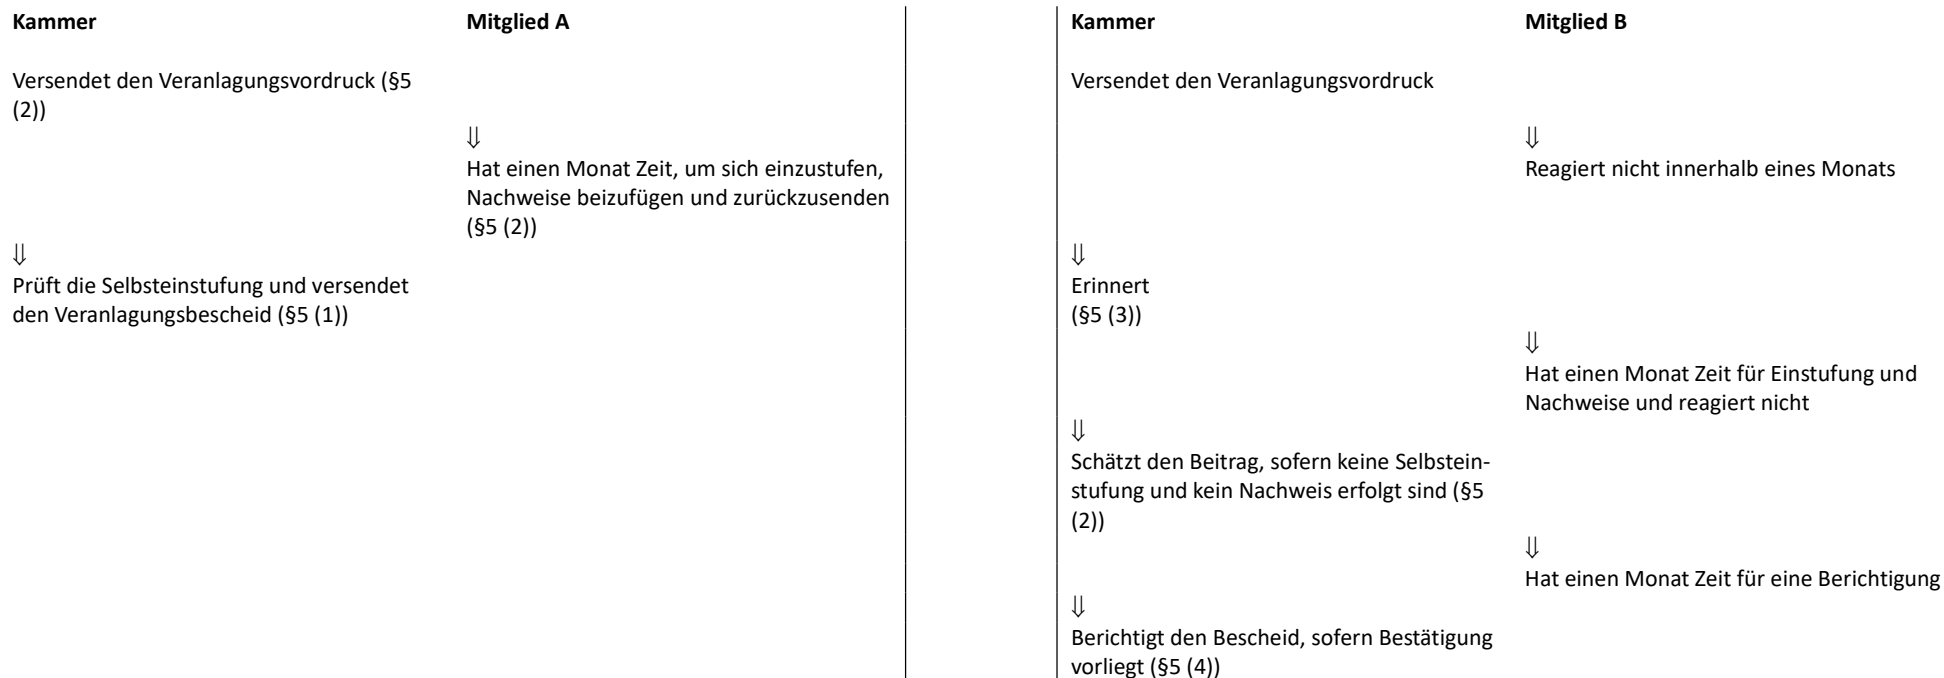 Kammer
Mitglied A
Versendet den Veranlagungsvordruck (§5
(2))
⇓
Hat einen Monat Zeit, um sich einzustufen,
Nachweise beizufügen und zurückzusenden
(§5 (2))
⇓
Prüft die Selbsteinstufung und versendet
den Veranlagungsbescheid (§5 (1))
Kammer
Mitglied B
Versendet den Veranlagungsvordruck
⇓
Reagiert nicht innerhalb eines Monats
⇓
Erinnert
(§5 (3))
⇓
Hat einen Monat Zeit für Einstufung und
Nachweise und reagiert nicht
⇓
Schätzt den Beitrag, sofern keine Selbstein-
stufung und kein Nachweis erfolgt sind (§5
(2))
⇓
Hat einen Monat Zeit für eine Berichtigung
⇓
Berichtigt den Bescheid, sofern Bestätigung
vorliegt (§5 (4))